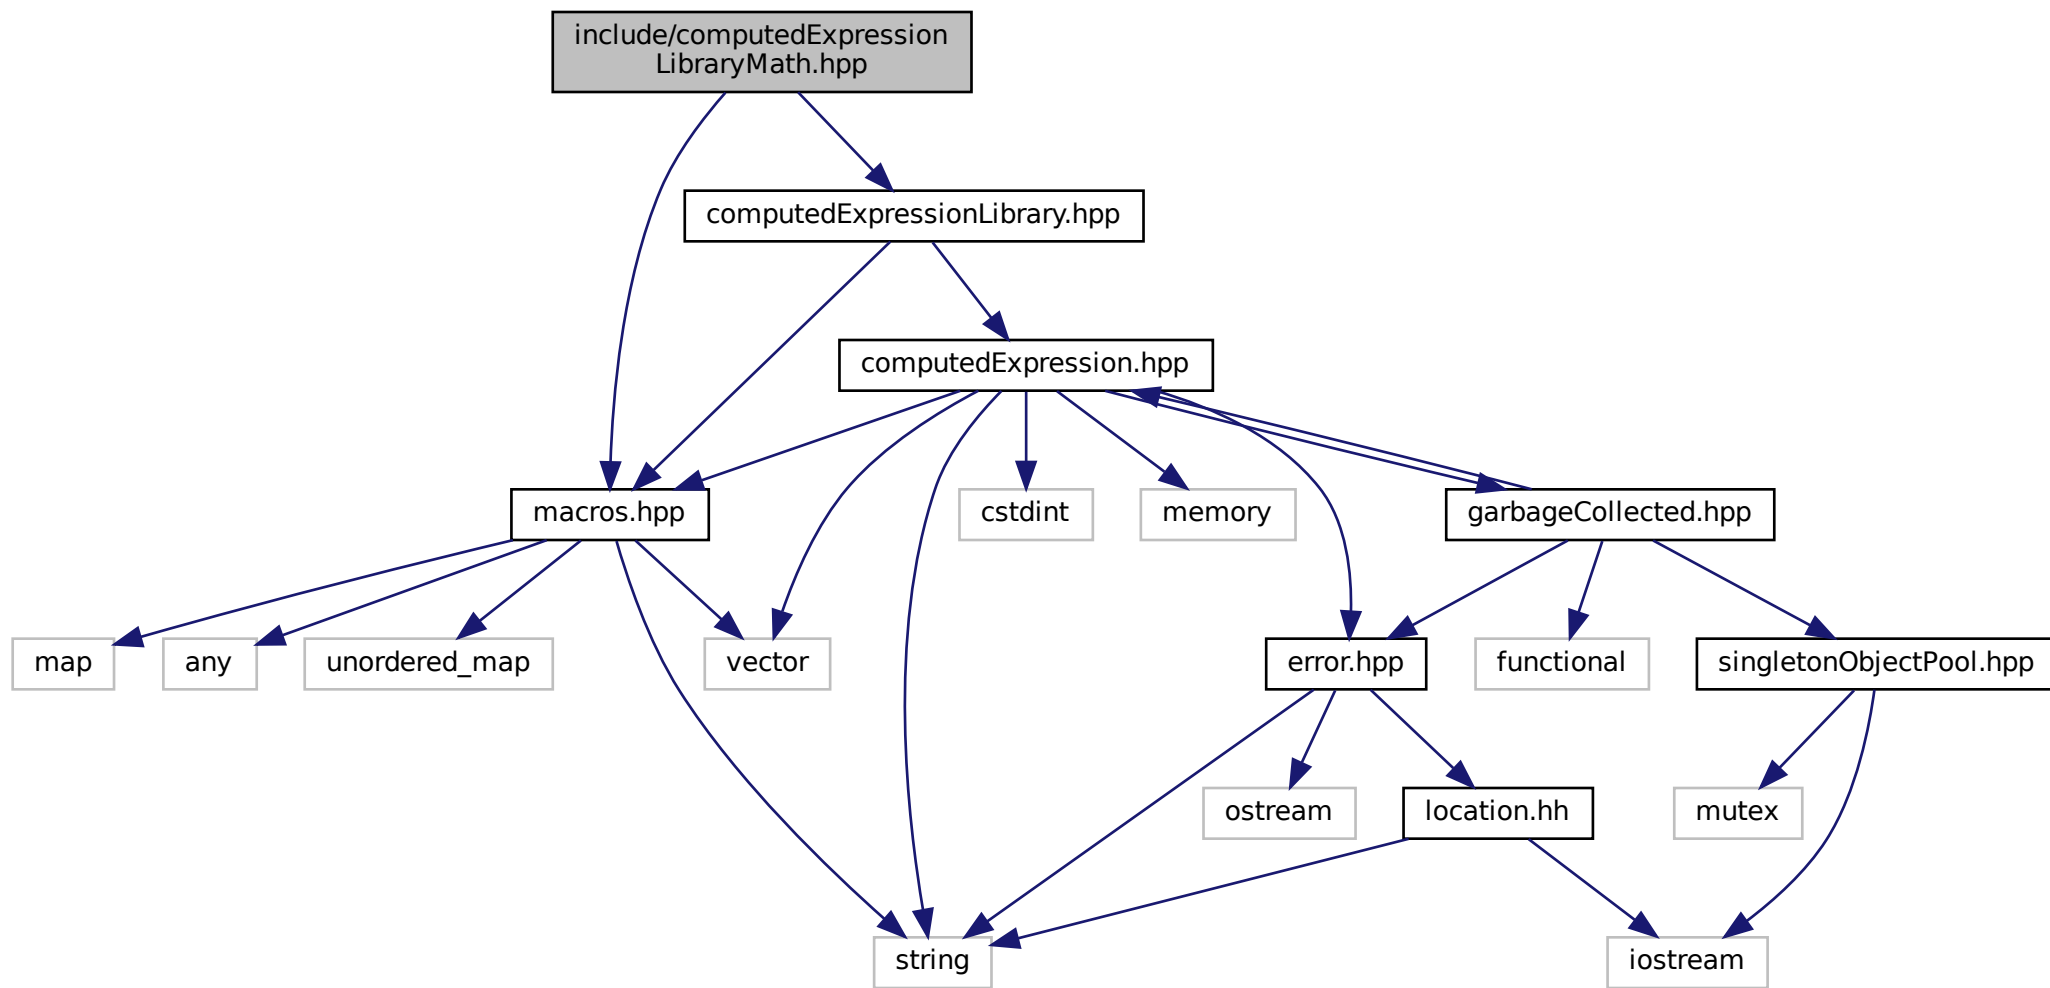 include/computedExpression
LibraryMath.hpp
computedExpressionLibrary.hpp
computedExpression.hpp
macros.hpp
cstdint
memory
garbageCollected.hpp
map
any
unordered_map
vector
error.hpp
functional
singletonObjectPool.hpp
ostream
location.hh
mutex
string
iostream